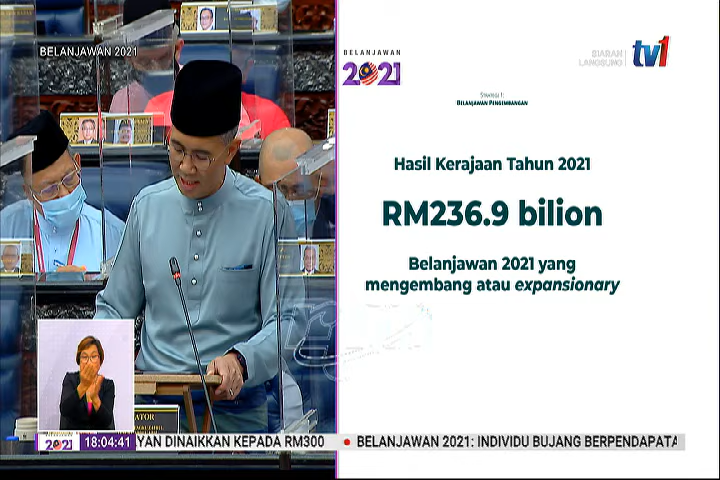 BELANJAWAN 2021
BELANJAWAN
2021
SIARAN
LANGSUNG
tv1
STRATEGI 1:
BELANJAWAN PENGEMBANGAN
Hasil Kerajaan Tahun 2021
RM236.9 bilion
Belanjawan 2021 yang
mengembang atau expansionary
2021 18:04:41 YAN DINAIKKAN KEPADA RM300 • BELANJAWAN 2021: INDIVIDU BUJANG BERPENDAPATA